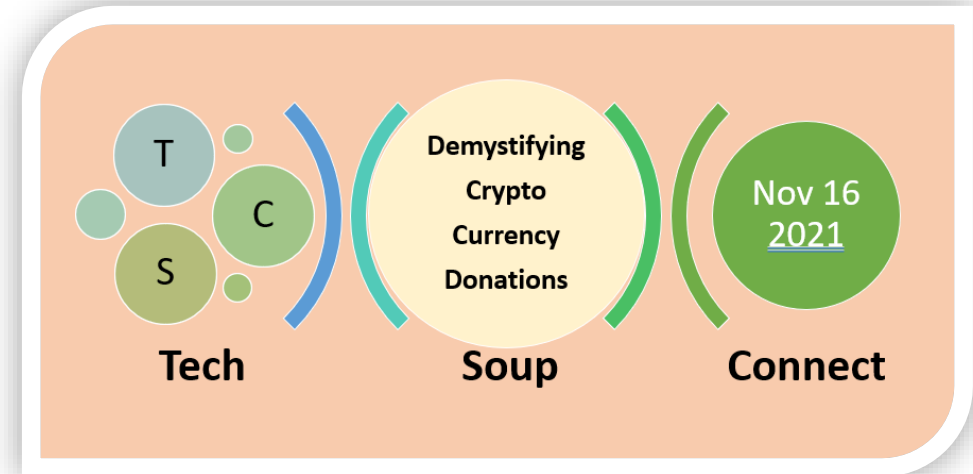 T
C
S
Demystifying
Crypto
Currency
Donations
Nov 16
2021
Tech
Soup
Connect